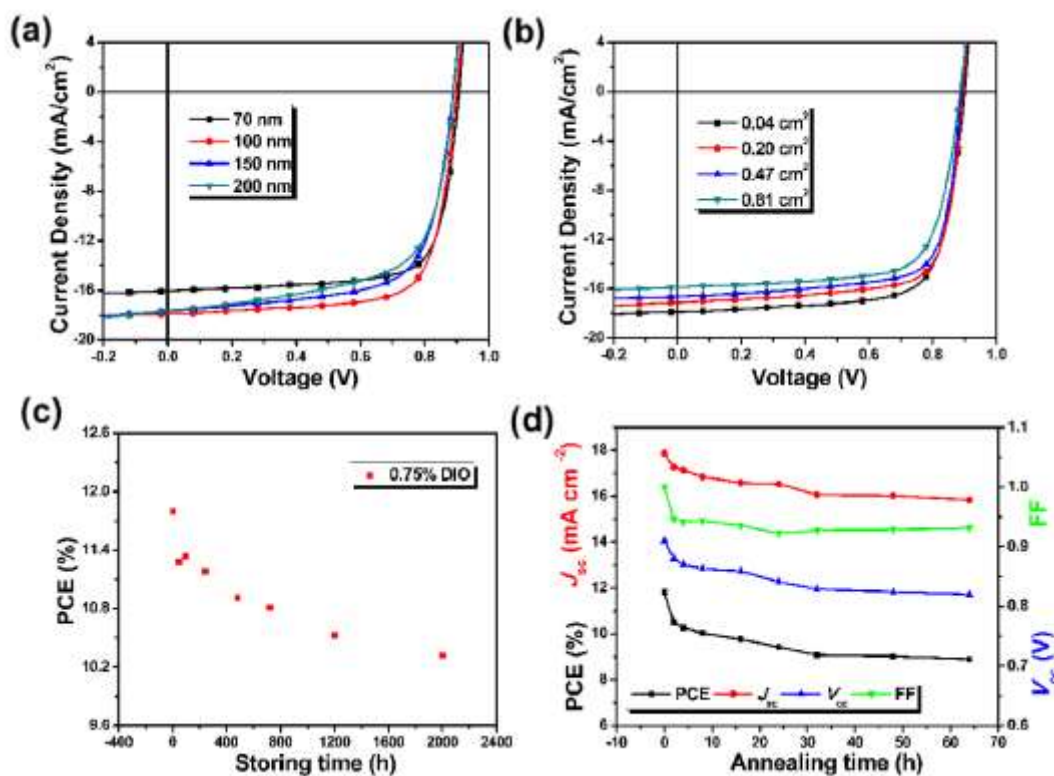 (a)
4
0
-4
-8
-12
-16
-20
Current Density (mA/cm²)
70 nm
100 nm
150 nm
200 nm
-0.2 0.0 0.2 0.4 0.6 0.8 1.0
Voltage (V)
(b)
4
0
-4
-8
-12
-16
-20
Current Density (mA/cm²)
0.04 cm²
0.20 cm²
0.47 cm²
0.81 cm²
-0.2 0.0 0.2 0.4 0.6 0.8 1.0
Voltage (V)
(c)
12.6
12.0
11.4
10.8
10.2
9.6
PCE (%)
0.75% DIO
-400 0 400 800 1200 1600 2000 2400
Storing time (h)
(d)
18
16
14
12
10
8
6
PCE (%) Jsc (mA cm⁻²)
PCE Jsc Voc FF
1.1
1.0
0.9
0.8
0.7
0.6
Voc (V) FF
-10 0 10 20 30 40 50 60 70
Annealing time (h)